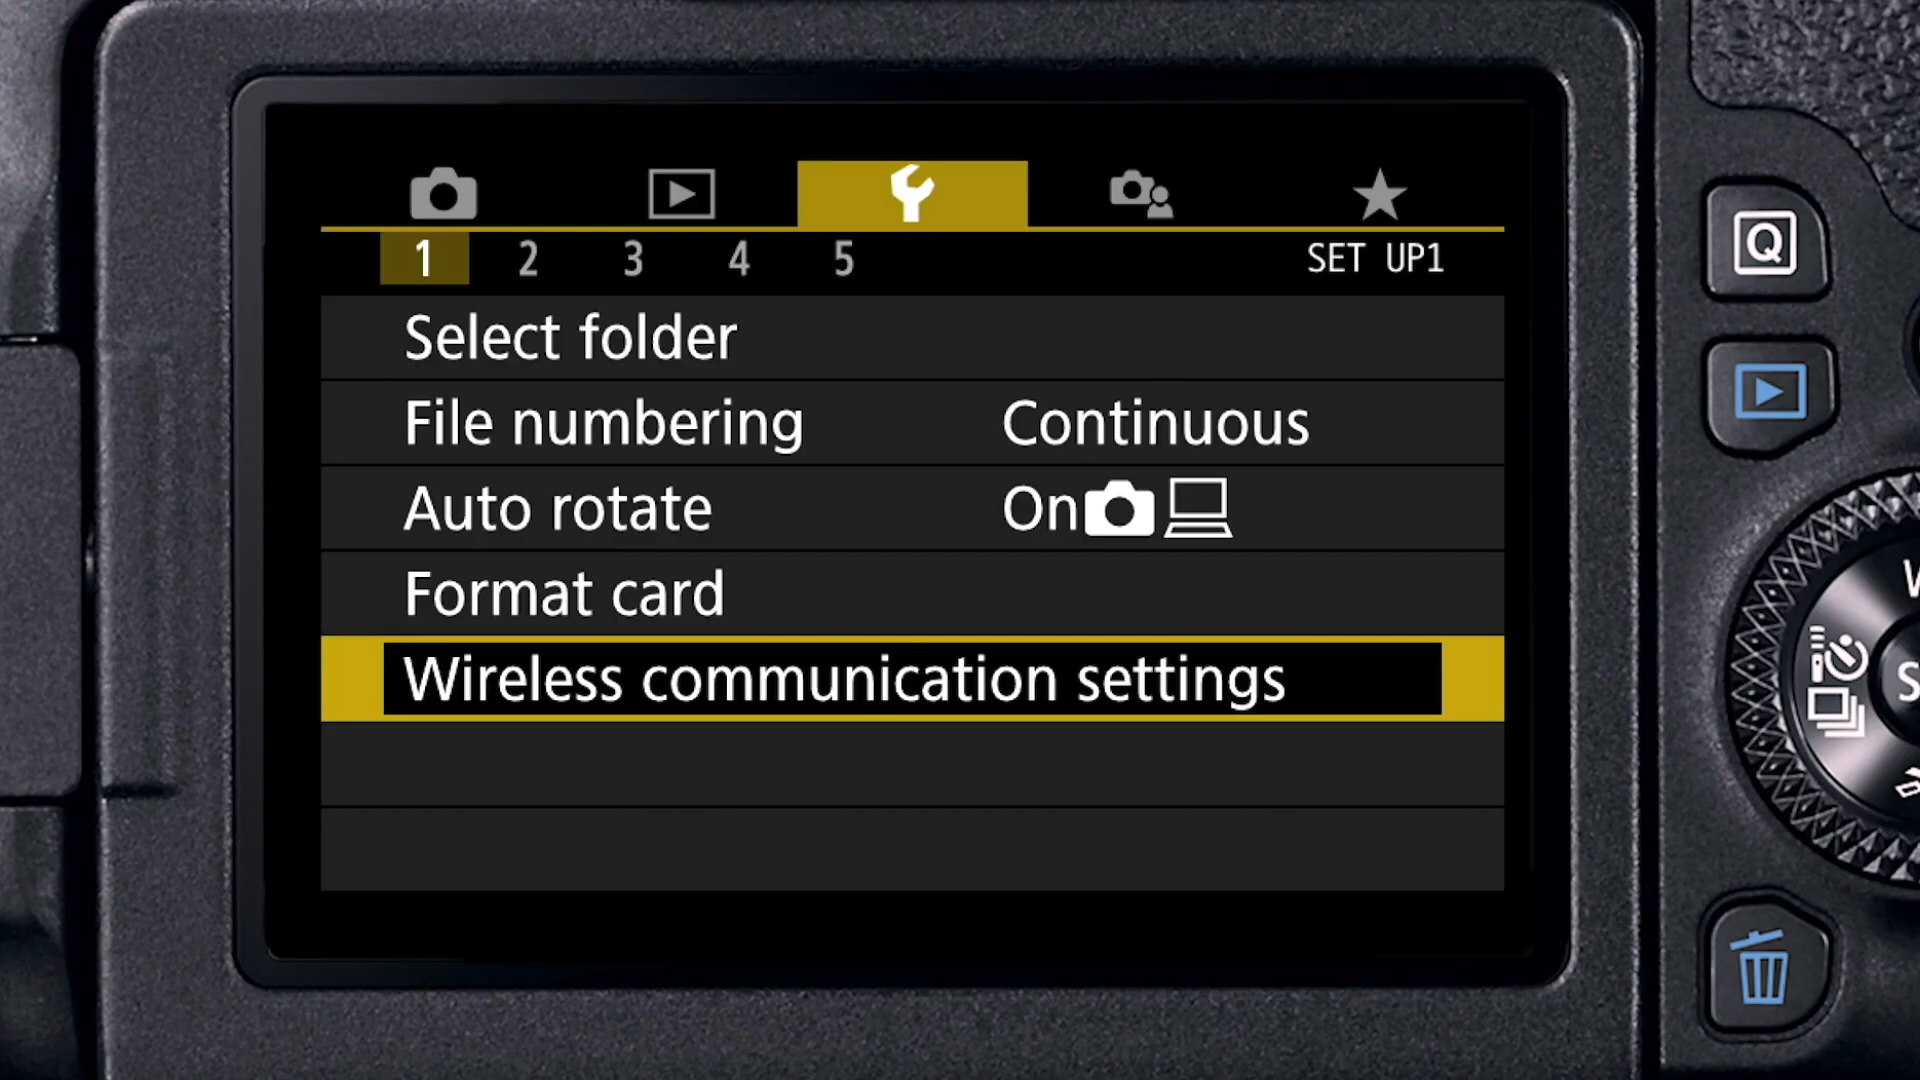 1 2 3 4 5 SET UP1
Select folder
File numbering Continuous
Auto rotate On
Format card
Wireless communication settings
Q